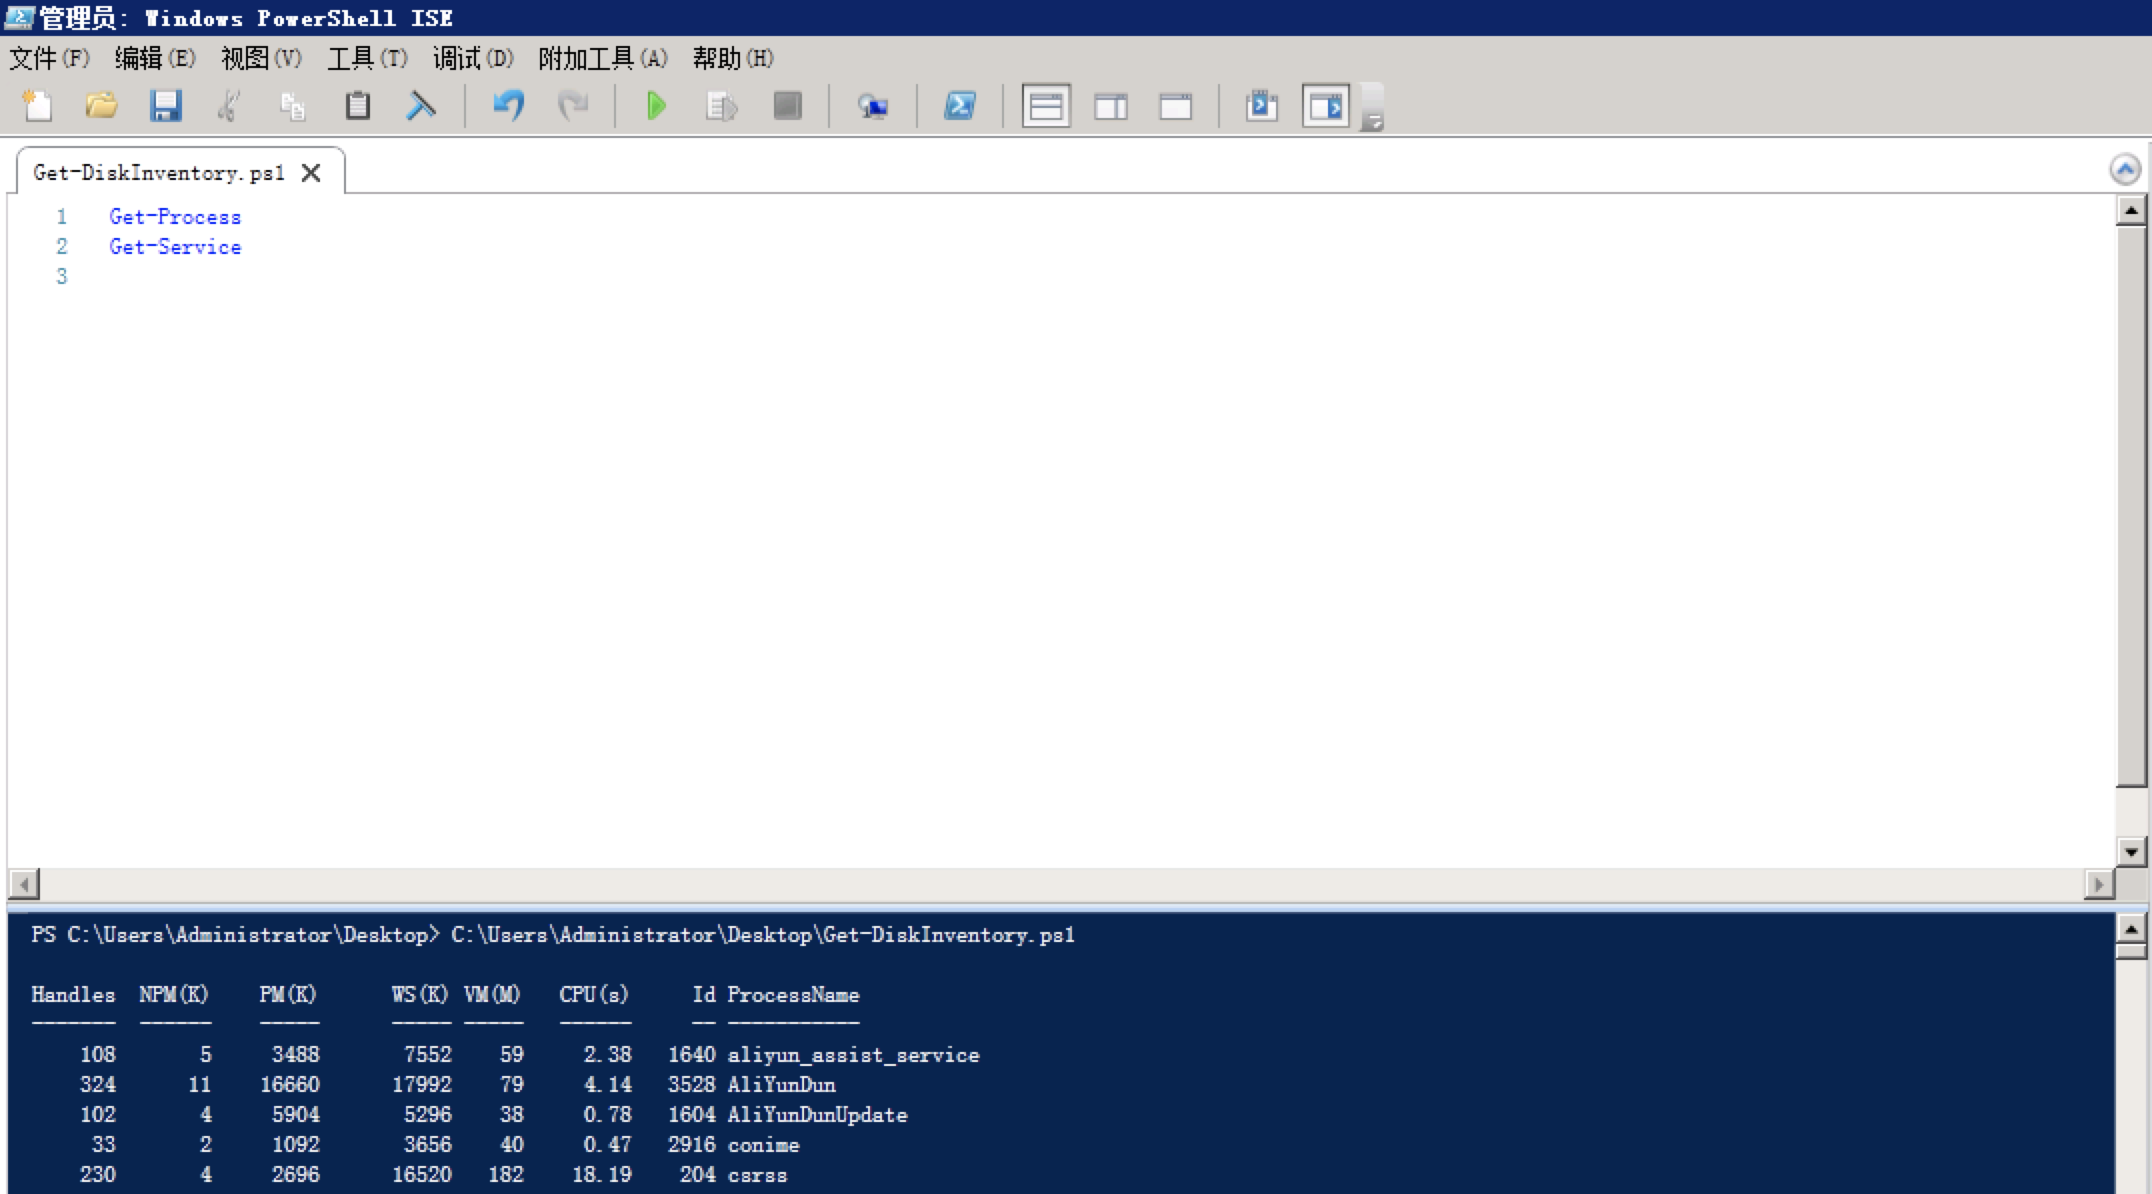 管理员: Windows PowerShell ISE
文件(F) 编辑(E) 视图(V) 工具(T) 调试(D) 附加工具(A) 帮助(H)
Get-DiskInventory.ps1
1 Get-Process
2 Get-Service
3
PS C:\Users\Administrator\Desktop> C:\Users\Administrator\Desktop\Get-DiskInventory.ps1
Handles NPM(K) PM(K) WS(K) VM(M) CPU(s) Id ProcessName
------- ------ ----- ----- ----- ------ -- -----------
108 5 3488 7552 59 2.38 1640 aliyun_assist_service
324 11 16660 17992 79 4.14 3528 AliYunDun
102 4 5904 5296 38 0.78 1604 AliYunDunUpdate
33 2 1092 3656 40 0.47 2916 conime
230 4 2696 16520 182 18.19 204 csrss